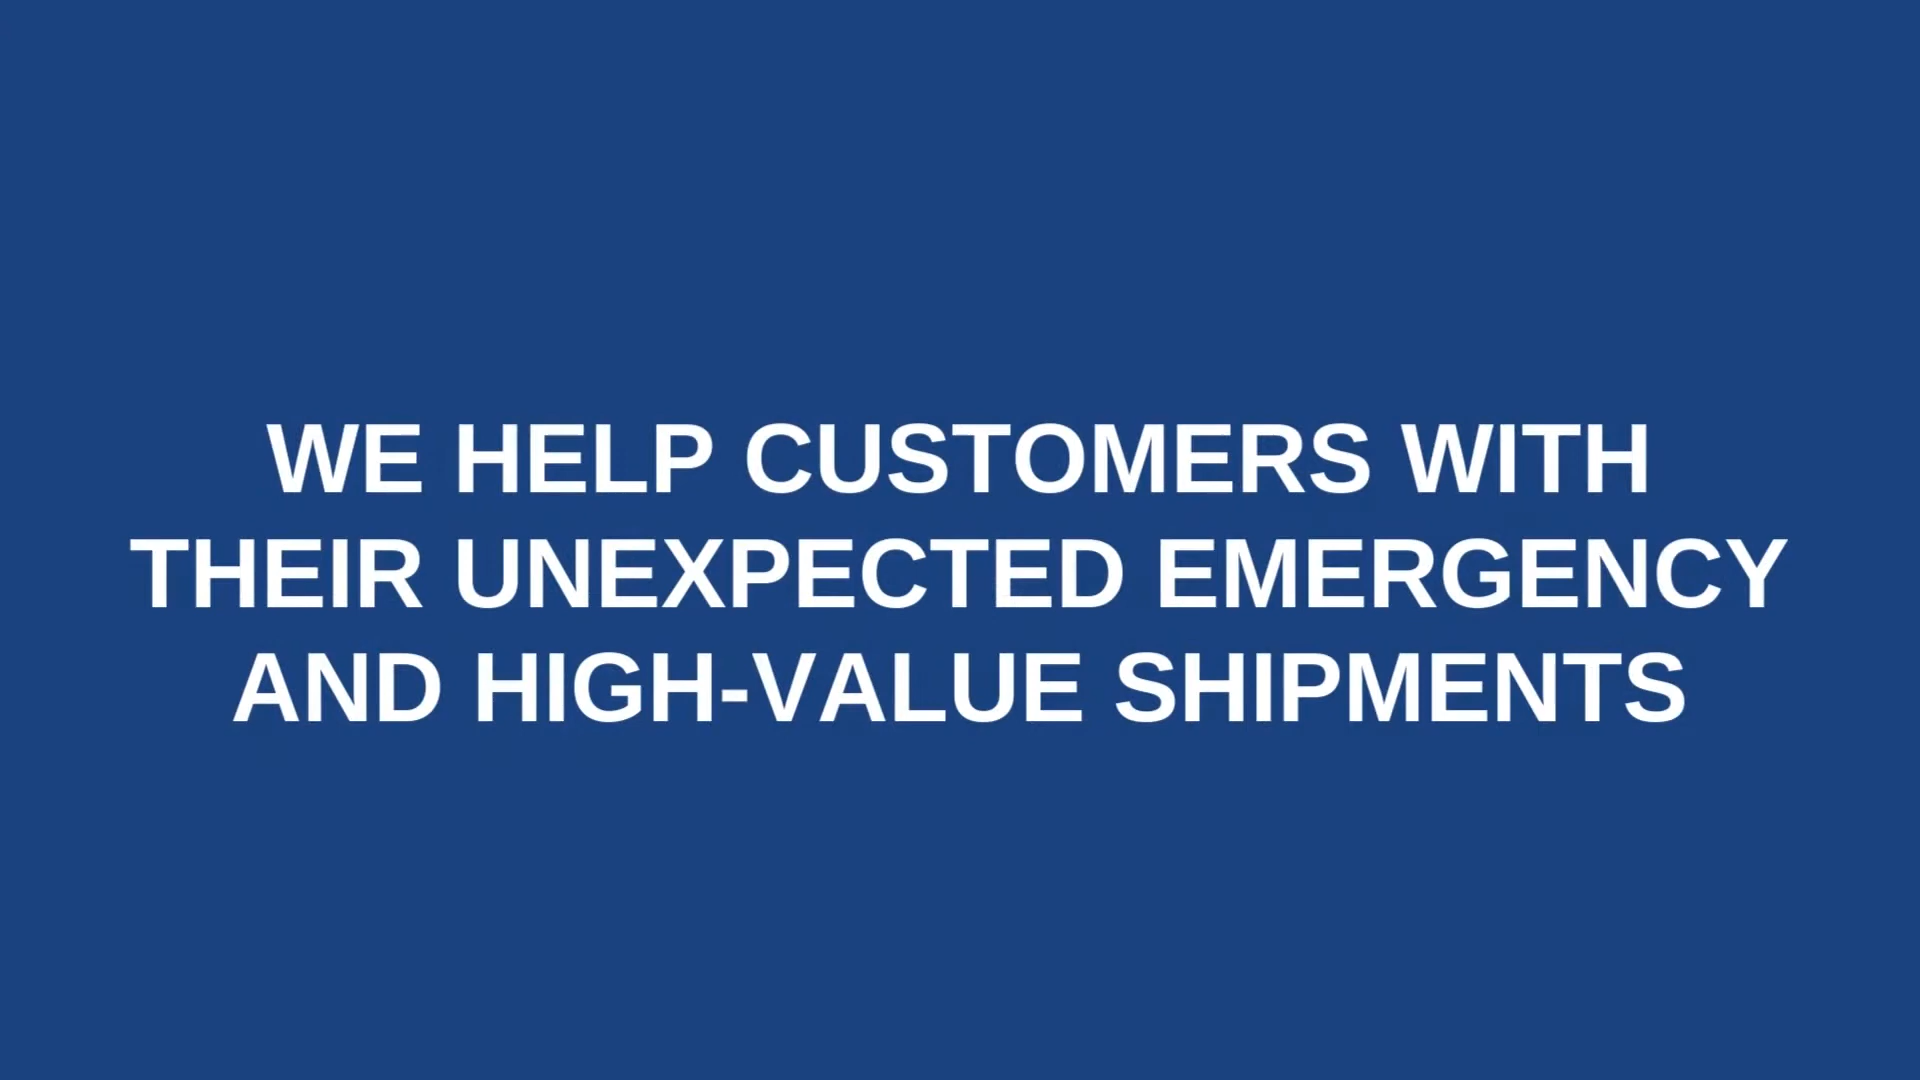 WE HELP CUSTOMERS WITH
THEIR UNEXPECTED EMERGENCY
AND HIGH-VALUE SHIPMENTS